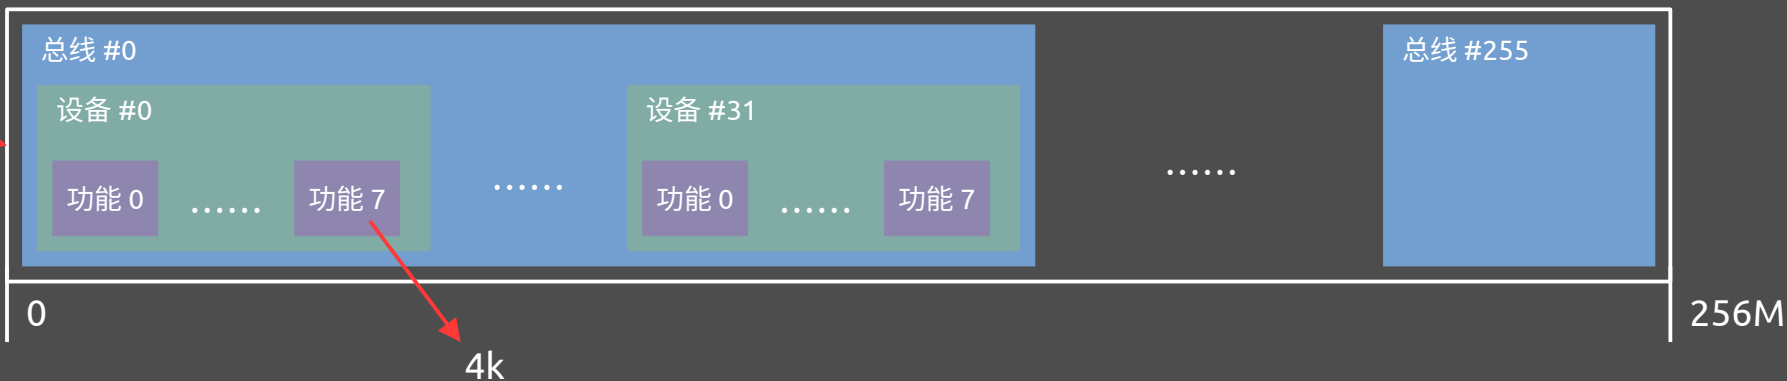 总线 #0
总线 #255
设备 #0
设备 #31
功能 0
……
功能 7
……
功能 0
……
功能 7
……
0
256M
4k